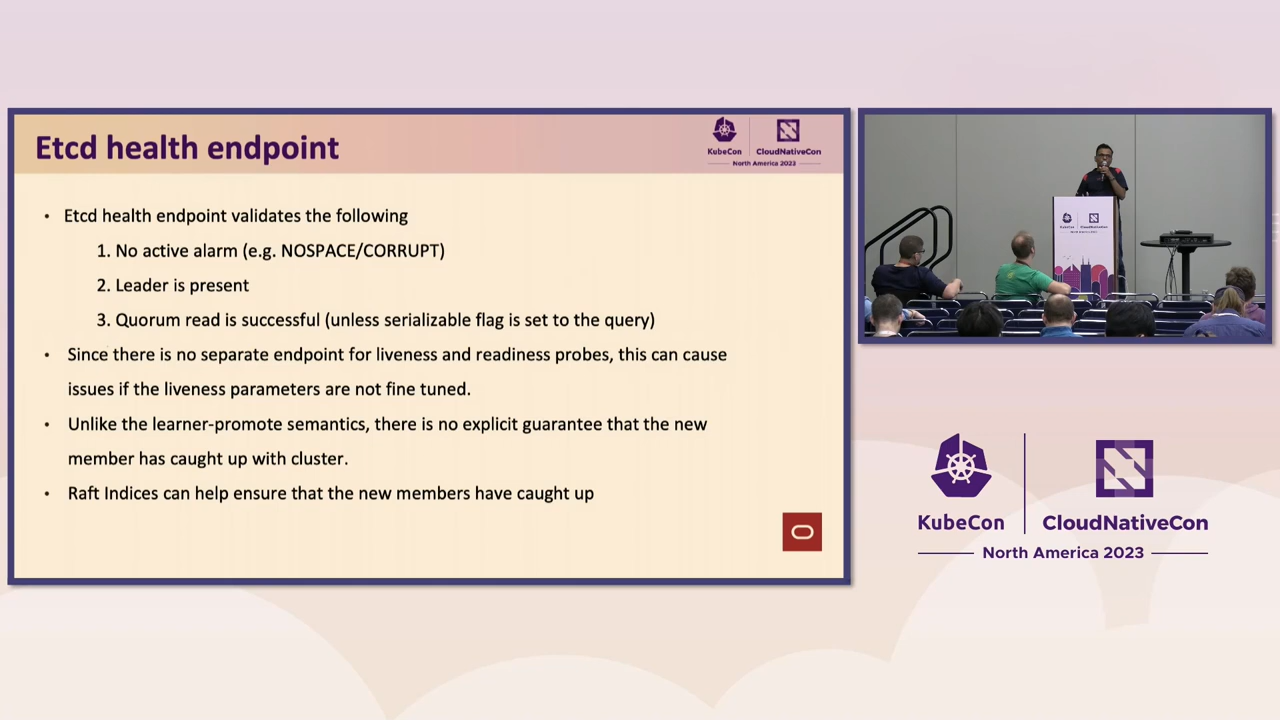 Etcd health endpoint
KubeCon
CloudNativeCon
North America 2023
• Etcd health endpoint validates the following
1. No active alarm (e.g. NOSPACE/CORRUPT)
2. Leader is present
3. Quorum read is successful (unless serializable flag is set to the query)
• Since there is no separate endpoint for liveness and readiness probes, this can cause
issues if the liveness parameters are not fine tuned.
• Unlike the learner-promote semantics, there is no explicit guarantee that the new
member has caught up with cluster.
• Raft Indices can help ensure that the new members have caught up
KubeCon
CloudNativeCon
North America 2023